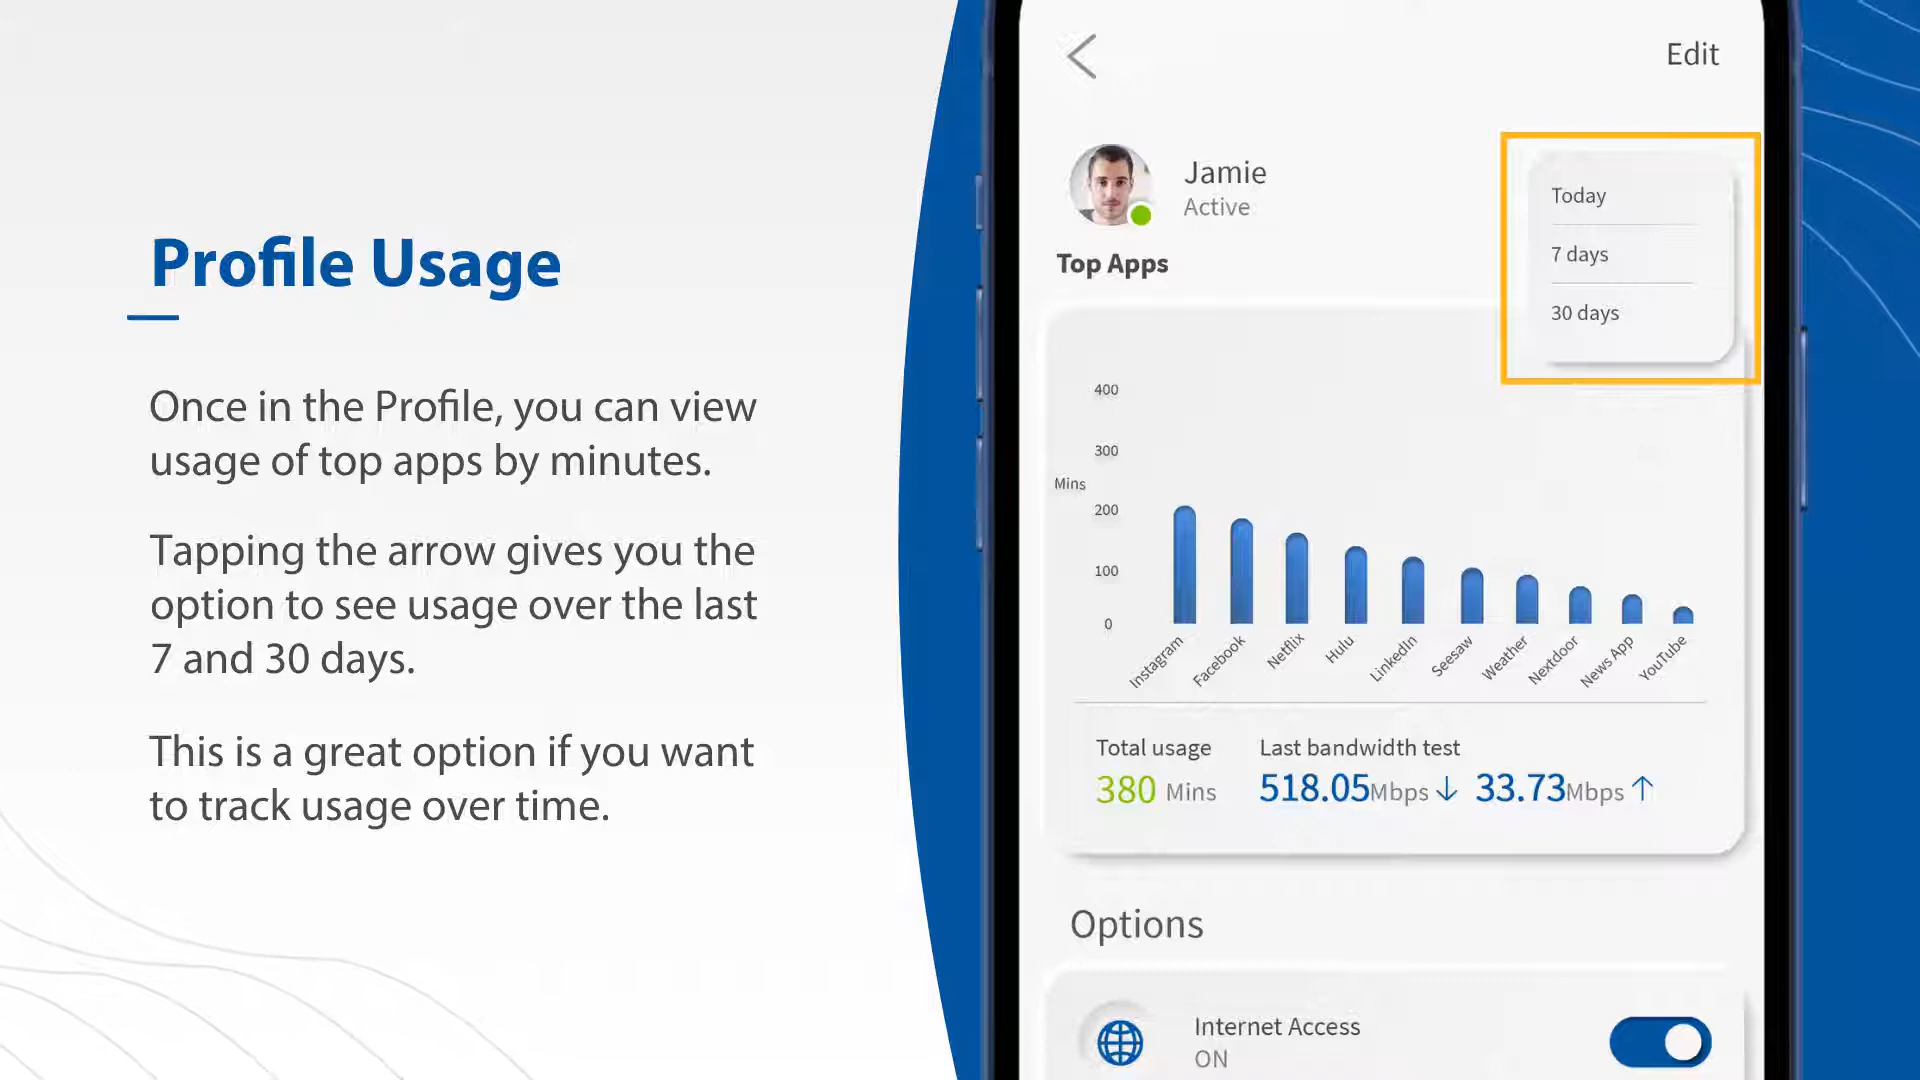 Profile Usage
Once in the Profile, you can view
usage of top apps by minutes.
Tapping the arrow gives you the
option to see usage over the last
7 and 30 days.
This is a great option if you want
to track usage over time.
Edit
Jamie
Active
Top Apps
Today
7 days
30 days
400
300
Mins
200
100
0
Instagram
Facebook
Netflix
Hulu
LinkedIn
Seesaw
Weather
Nextdoor
News App
YouTube
Total usage
380 Mins
Last bandwidth test
518.05Mbps ↓ 33.73Mbps ↑
Options
Internet Access
ON